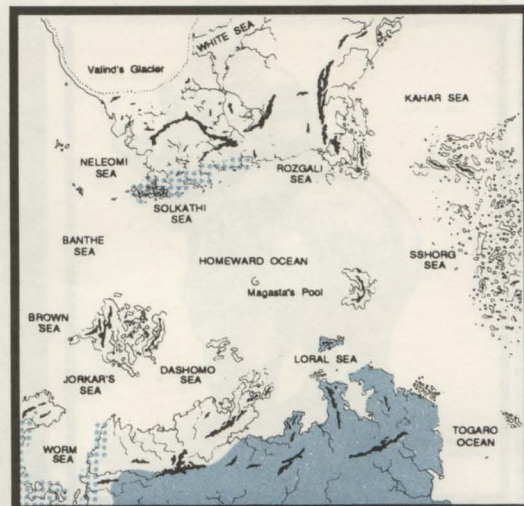 WHITE SEA
Valind's Glacier
KAHAR SEA
NELEOMI
SEA
ROZGALI
SEA
SOLKATHI
SEA
BANTHE
SEA
HOMEWARD OCEAN
SSHORG
SEA
Magasta's Pool
BROWN
SEA
LORAL SEA
DASHOMO
SEA
JORKAR'S
SEA
TOGARO
OCEAN
WORM
SEA